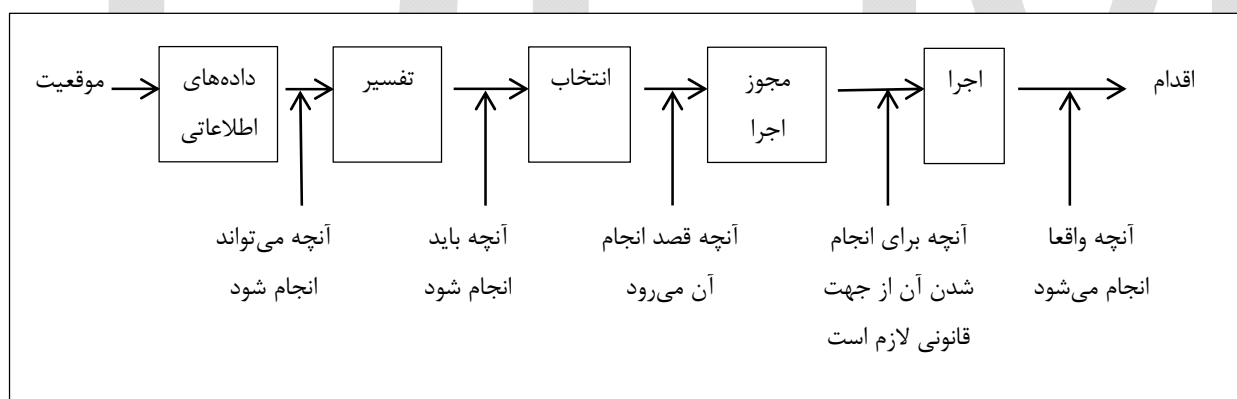 موقعیت
داده‌های
اطلاعاتی
تفسیر
انتخاب
مجوز
اجرا
اجرا
اقدام
آنچه می‌تواند
انجام شود
آنچه باید
انجام شود
آنچه قصد انجام
آن می‌رود
آنچه برای انجام
شدن آن از جهت
قانونی لازم است
آنچه واقعا
انجام می‌شود